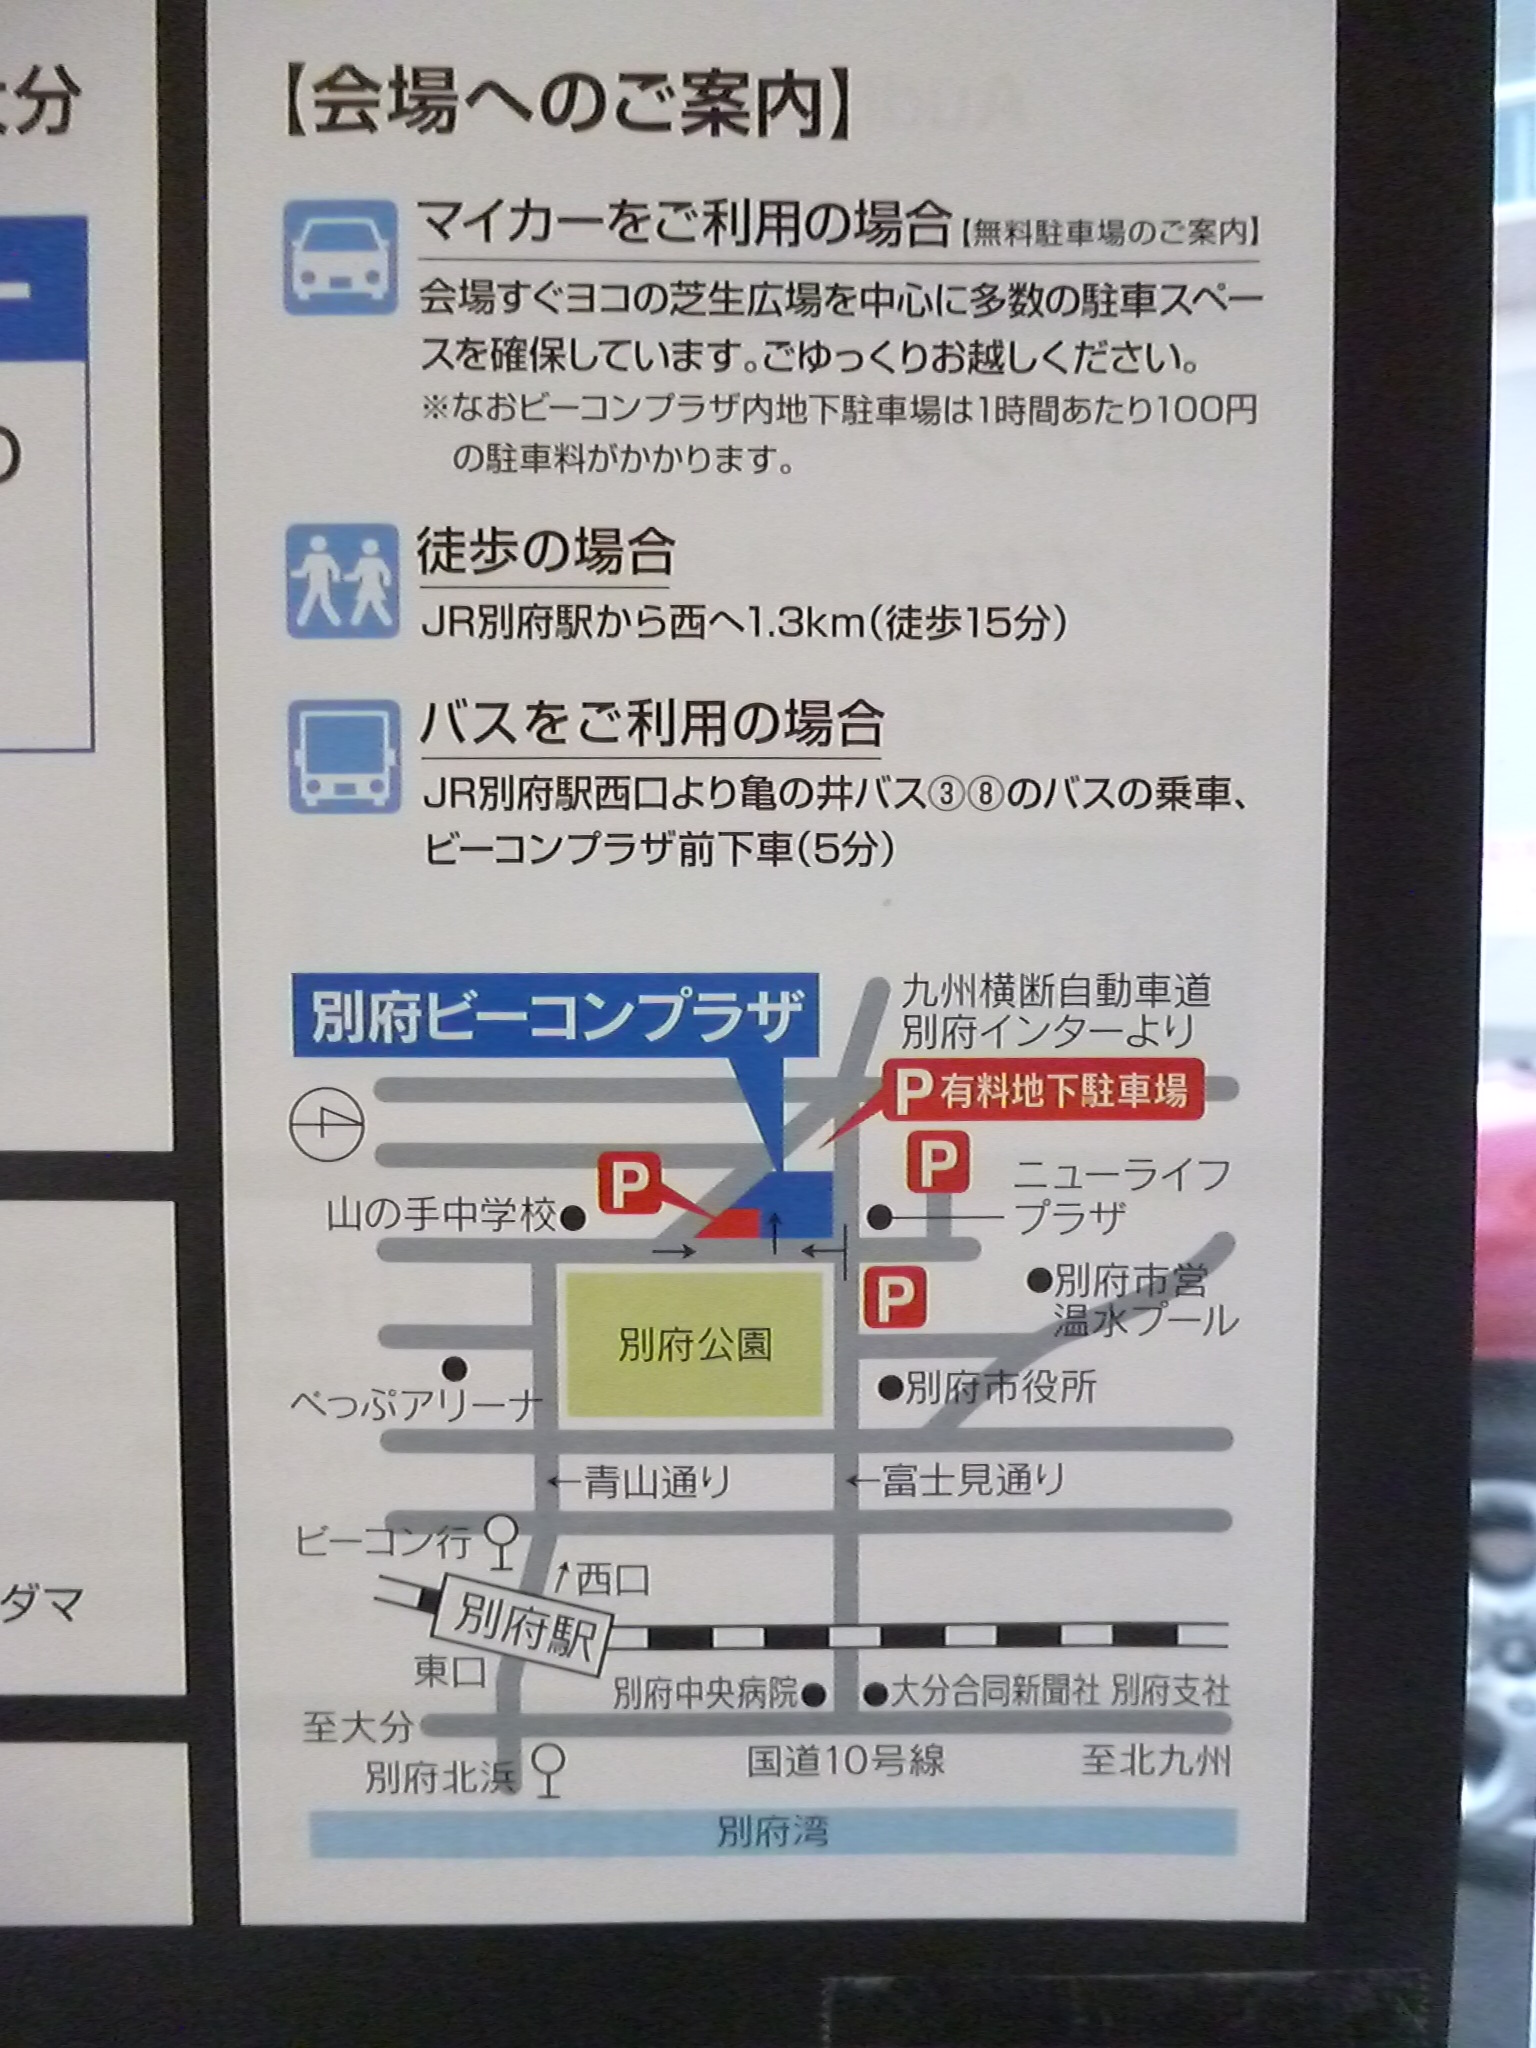 分
ー
の
ダマ
【会場へのご案内】
マイカーをご利用の場合【無料駐車場のご案内】
会場すぐヨコの芝生広場を中心に多数の駐車スペー
スを確保しています。ごゆっくりお越しください。
※なおビーコンプラザ内地下駐車場は1時間あたり100円
の駐車料がかかります。
徒歩の場合
JR別府駅から西へ1.3km(徒歩15分)
バスをご利用の場合
JR別府駅西口より亀の井バス③⑧のバスの乗車、
ビーコンプラザ前下車(5分)
別府ビーコンプラザ
九州横断自動車道
別府インターより
P有料地下駐車場
P
P
ニューライフ
プラザ
山の手中学校
P
別府市営
温水プール
別府公園
別府市役所
べっぷアリーナ
←青山通り
←富士見通り
ビーコン行
↑西口
別府駅
東口
別府中央病院
大分合同新聞社 別府支社
至大分
国道10号線
至北九州
別府北浜
別府湾